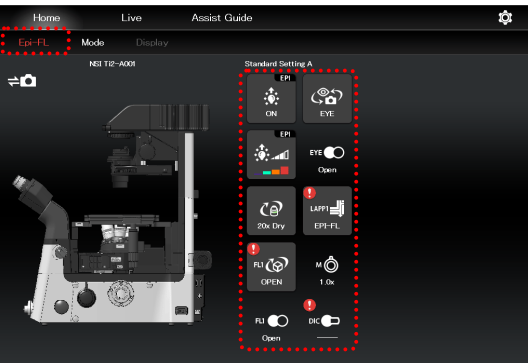 Home Live Assist Guide
Epi-FL Mode Display
NSI Ti2-A001
Standard Setting A
EPI
ON
EYE
EPI
EYE
Open
20x Dry
!
LAPP1
EPI-FL
!
FL1
OPEN
M
1.0x
FL1
Open
!
DIC